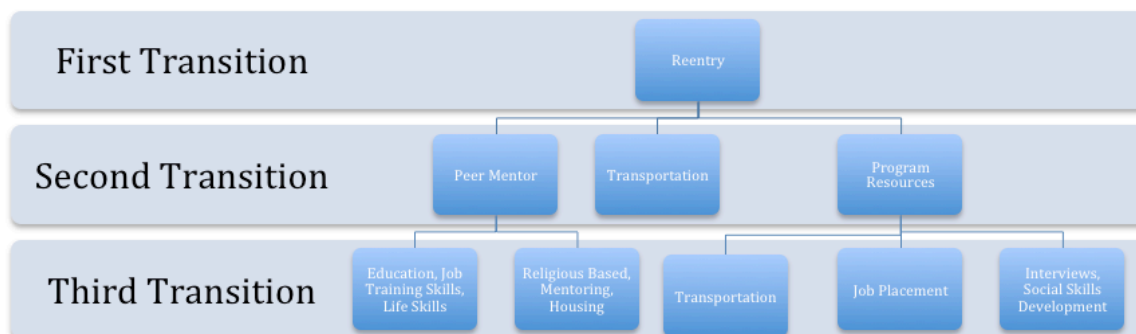 First Transition
Reentry
Second Transition
Peer Mentor
Transportation
Program
Resources
Third Transition
Education, Job
Training Skills,
Life Skills
Religious Based,
Mentoring,
Housing
Transportation
Job Placement
Interviews,
Social Skills
Development